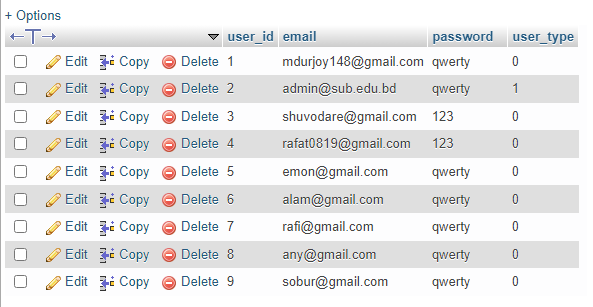 + Options
user_id email password user_type
Edit Copy Delete 1 mdurjoy148@gmail.com qwerty 0
Edit Copy Delete 2 admin@sub.edu.bd qwerty 1
Edit Copy Delete 3 shuvodare@gmail.com 123 0
Edit Copy Delete 4 rafat0819@gmail.com 123 0
Edit Copy Delete 5 emon@gmail.com qwerty 0
Edit Copy Delete 6 alam@gmail.com qwerty 0
Edit Copy Delete 7 rafi@gmail.com qwerty 0
Edit Copy Delete 8 any@gmail.com qwerty 0
Edit Copy Delete 9 sobur@gmail.com qwerty 0